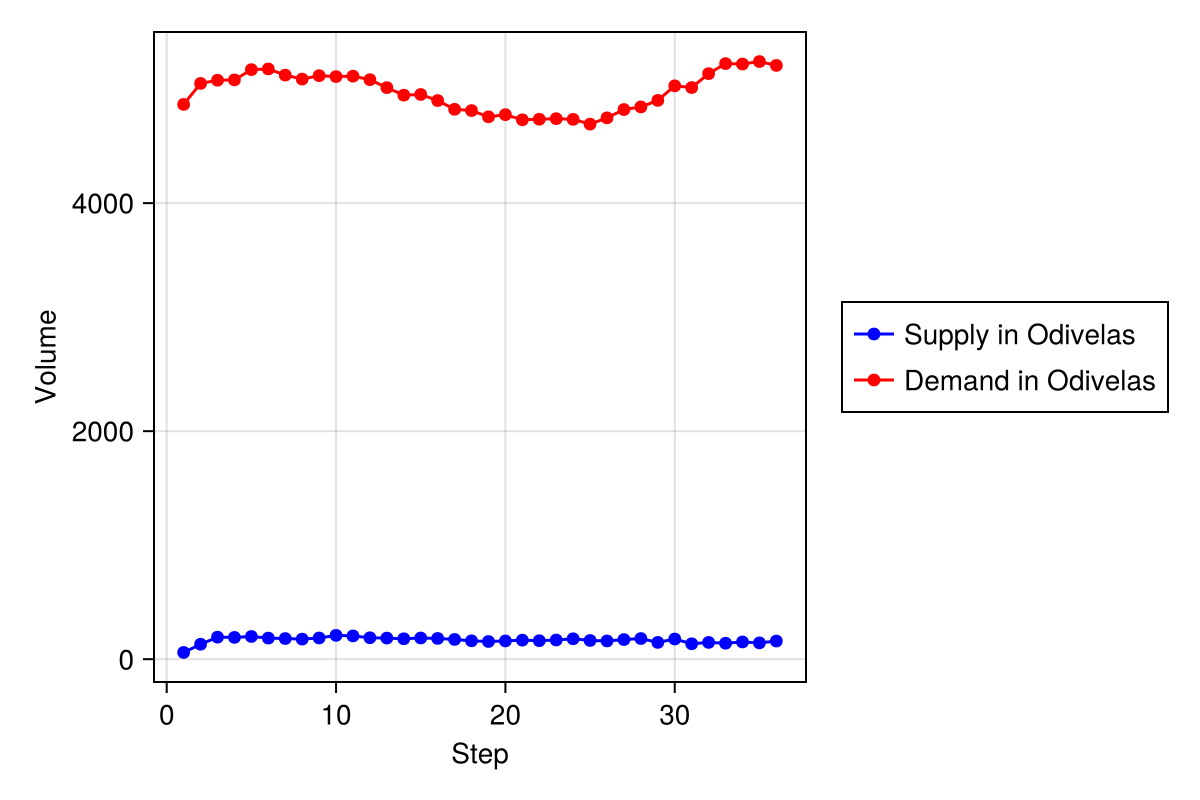 4000
2000
0
Volume
0 10 20 30
Step
Supply in Odivelas
Demand in Odivelas